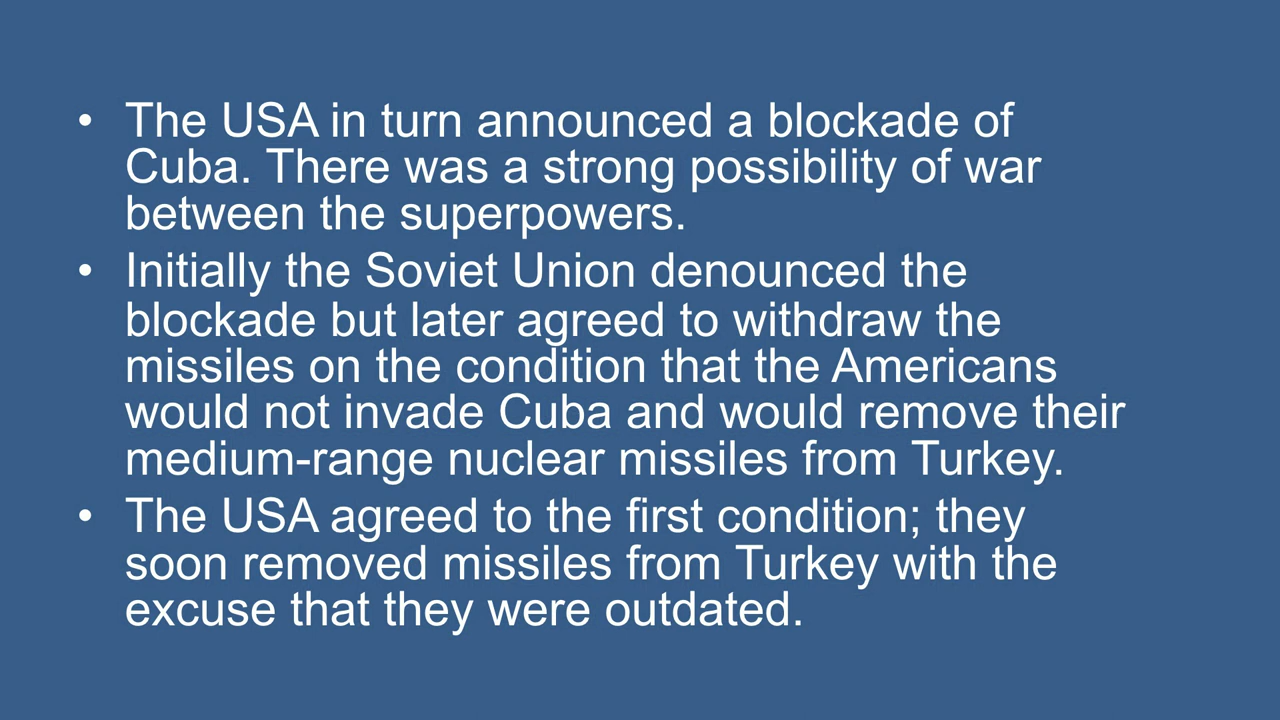 • The USA in turn announced a blockade of
Cuba. There was a strong possibility of war
between the superpowers.
• Initially the Soviet Union denounced the
blockade but later agreed to withdraw the
missiles on the condition that the Americans
would not invade Cuba and would remove their
medium-range nuclear missiles from Turkey.
• The USA agreed to the first condition; they
soon removed missiles from Turkey with the
excuse that they were outdated.